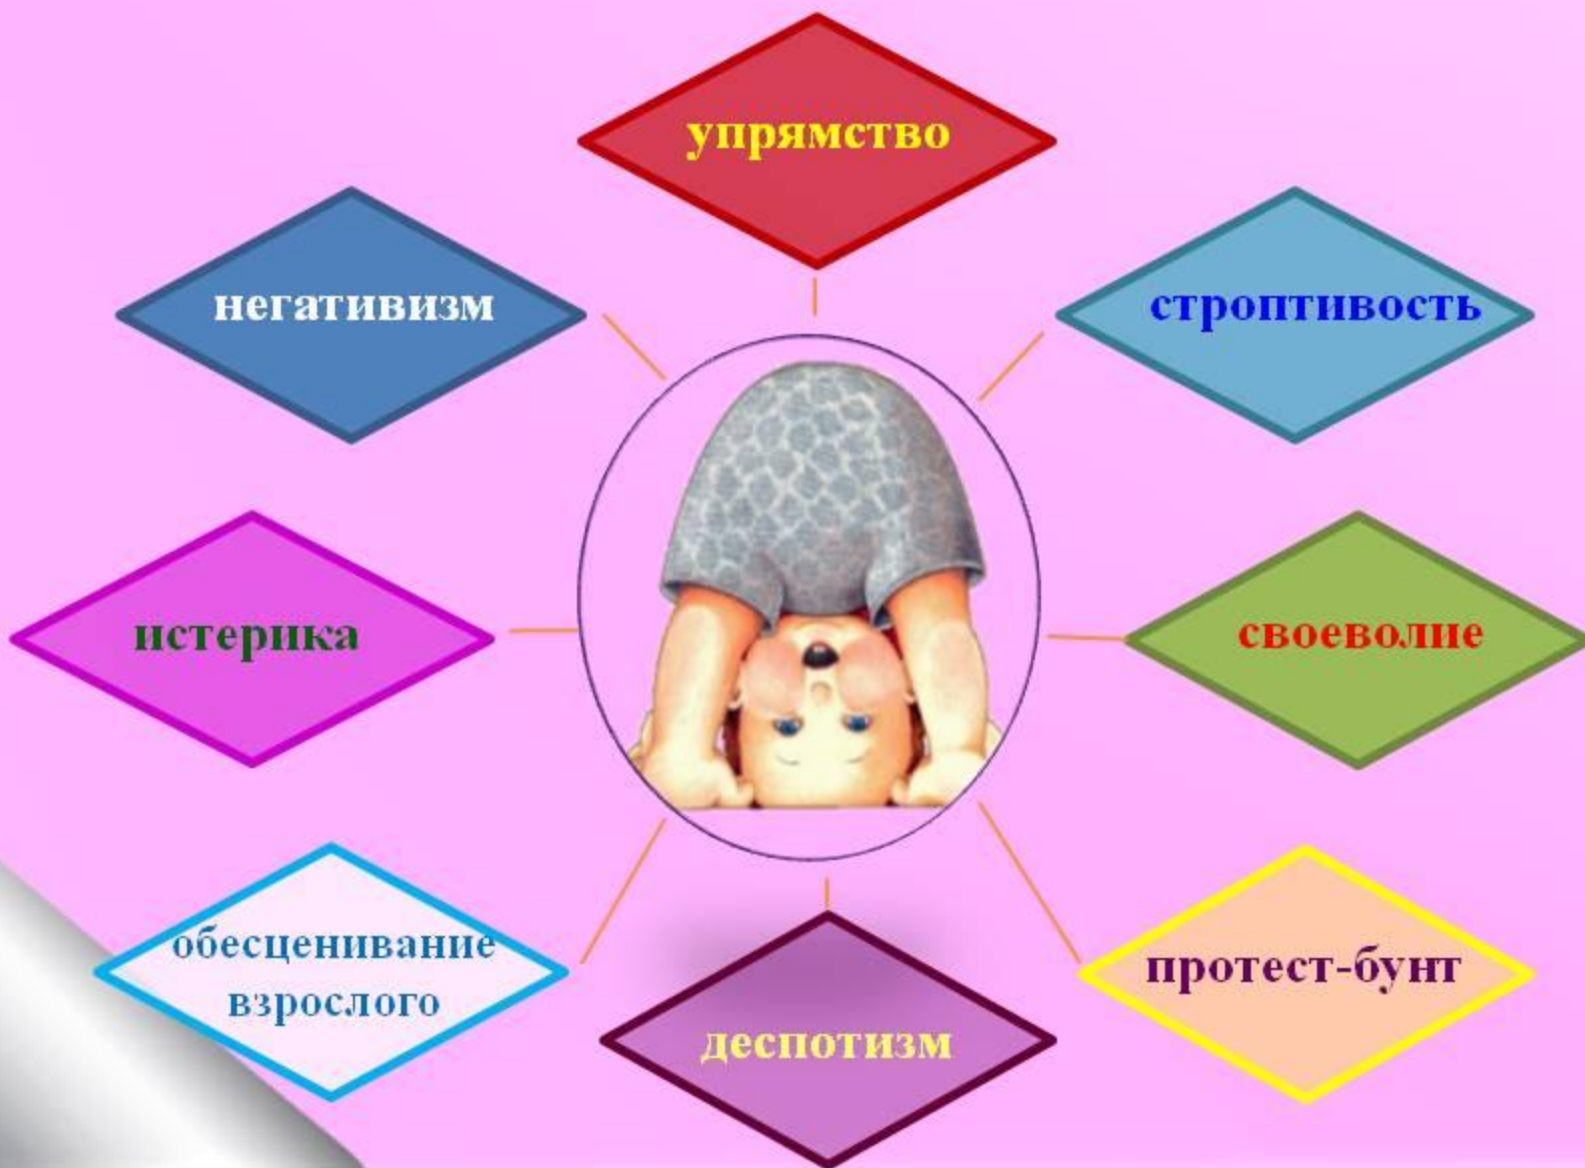 упрямство
негативизм
строптивость
истерика
своеволие
обесценивание
взрослого
протест-бунт
деспотизм